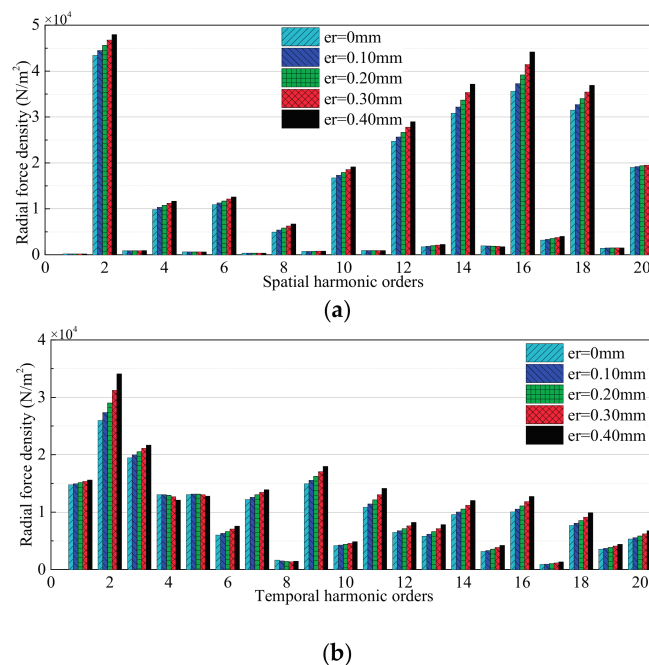 ×10⁴
5
4
3
2
1
0
Radial force density (N/m²)
er=0mm
er=0.10mm
er=0.20mm
er=0.30mm
er=0.40mm
0 2 4 6 8 10 12 14 16 18 20
Spatial harmonic orders
(a)
×10⁴
4
3
2
1
0
Radial force density (N/m²)
er=0mm
er=0.10mm
er=0.20mm
er=0.30mm
er=0.40mm
0 2 4 6 8 10 12 14 16 18 20
Temporal harmonic orders
(b)